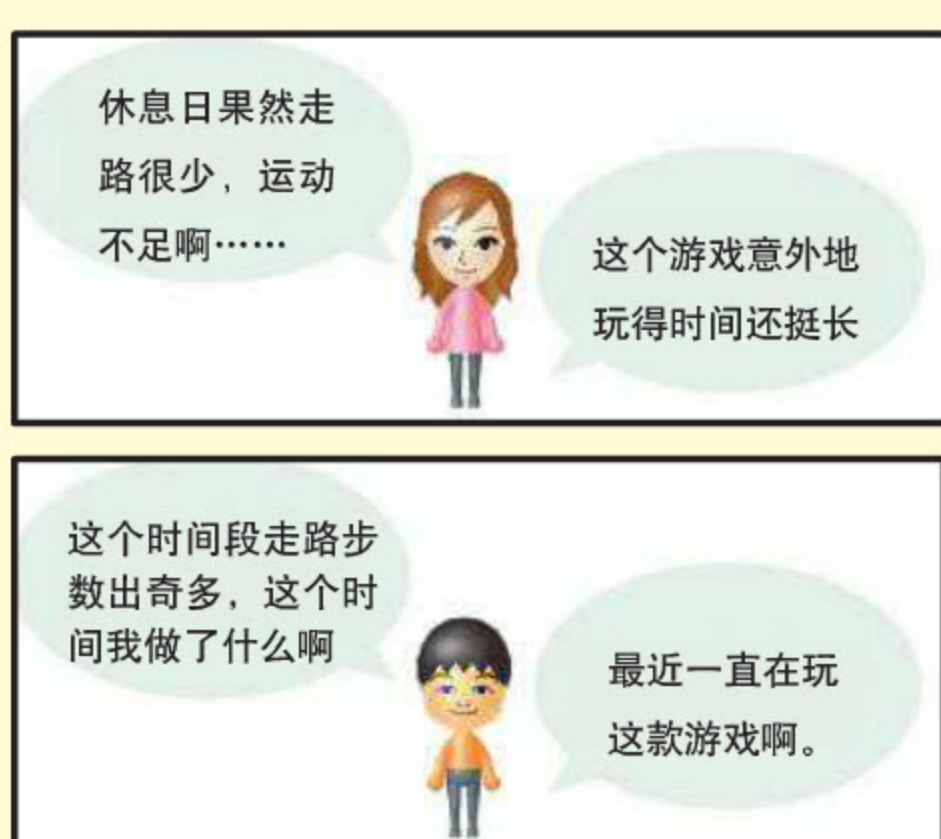 休息日果然走
路很少，运动
不足啊……
这个游戏意外地
玩得时间还挺长
这个时间段走路步
数出奇多，这个时
间我做了什么啊
最近一直在玩
这款游戏啊。